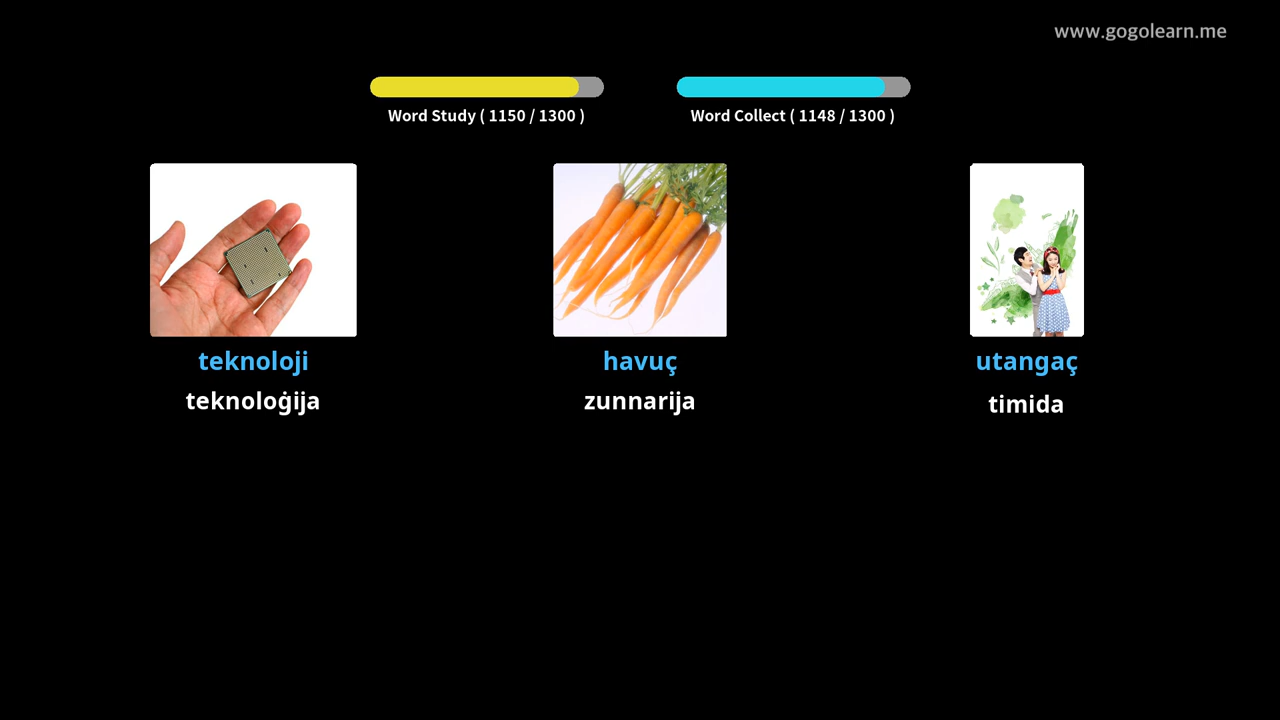 www.gogolearn.me
Word Study ( 1150 / 1300 )
Word Collect ( 1148 / 1300 )
teknoloji
teknoloġija
havuç
zunnarija
utangaç
timida